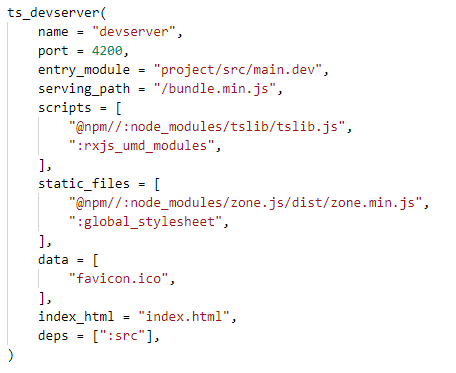 ts_devserver(
    name = "devserver",
    port = 4200,
    entry_module = "project/src/main.dev",
    serving_path = "/bundle.min.js",
    scripts = [
        "@npm//:node_modules/tslib/tslib.js",
        ":rxjs_umd_modules",
    ],
    static_files = [
        "@npm//:node_modules/zone.js/dist/zone.min.js",
        ":global_stylesheet",
    ],
    data = [
        "favicon.ico",
    ],
    index_html = "index.html",
    deps = [":src"],
)